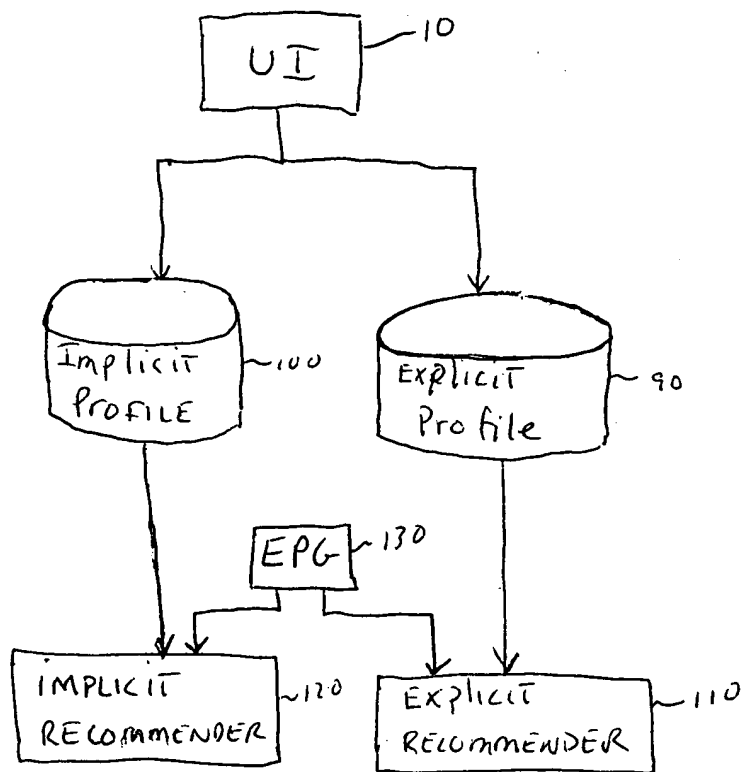 UI
10
IMPLICIT
PROFILE
100
EXPLICIT
Profile
90
EPG
130
IMPLICIT
RECOMMENDER
120
EXPLICIT
RECOMMENDER
110